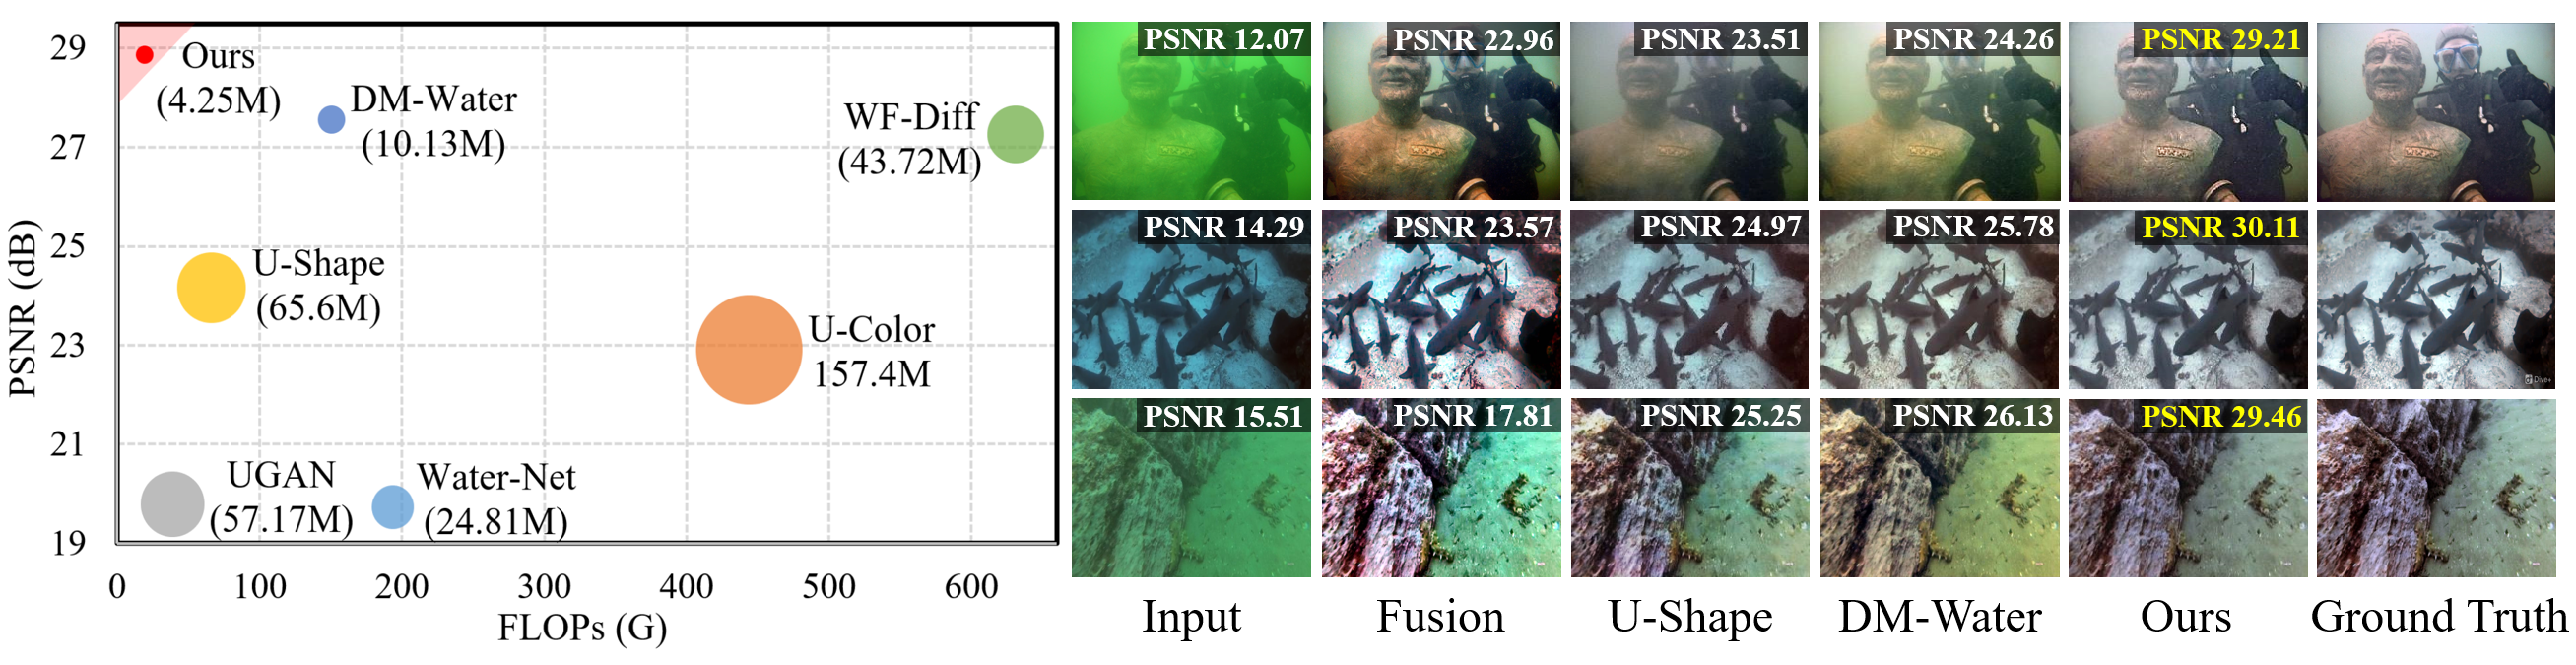 PSNR (dB)
29
27
25
23
21
19
0
100
200
300
400
500
600
FLOPs (G)
Ours
(4.25M)
DM-Water
(10.13M)
WF-Diff
(43.72M)
U-Shape
(65.6M)
U-Color
157.4M
UGAN
(57.17M)
Water-Net
(24.81M)
PSNR 12.07
PSNR 22.96
PSNR 23.51
PSNR 24.26
PSNR 29.21
PSNR 14.29
PSNR 23.57
PSNR 24.97
PSNR 25.78
PSNR 30.11
PSNR 15.51
PSNR 17.81
PSNR 25.25
PSNR 26.13
PSNR 29.46
Input
Fusion
U-Shape
DM-Water
Ours
Ground Truth